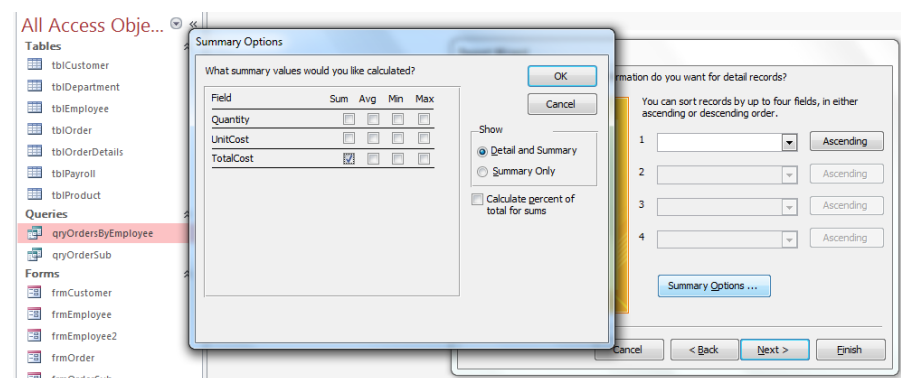 All Access Obje...
Tables
tblCustomer
tblDepartment
tblEmployee
tblOrder
tblOrderDetails
tblPayroll
tblProduct
Queries
qryOrdersByEmployee
qryOrderSub
Forms
frmCustomer
frmEmployee
frmEmployee2
frmOrder
Summary Options
What summary values would you like calculated?
Field Sum Avg Min Max
Quantity
UnitCost
TotalCost
OK
Cancel
Show
Detail and Summary
Summary Only
Calculate percent of
total for sums
do you want for detail records?
You can sort records by up to four fields, in either
ascending or descending order.
1 Ascending
2 Ascending
3 Ascending
4 Ascending
Summary Options ...
Cancel < Back Next > Finish